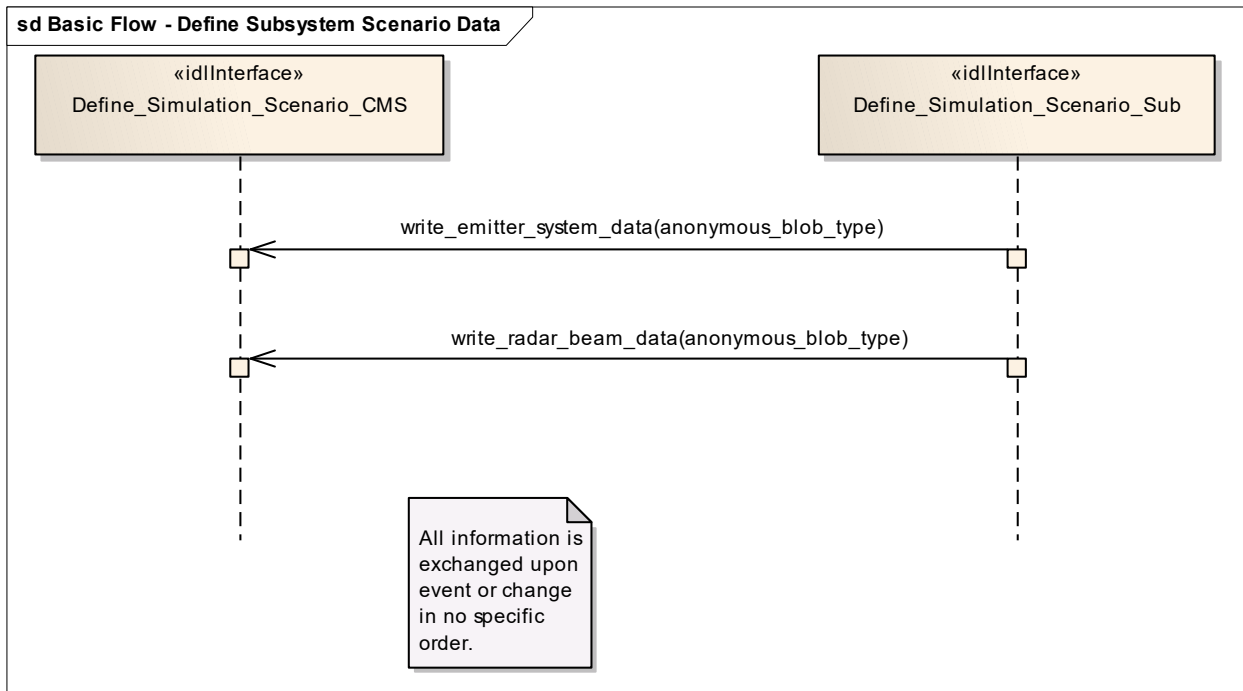 sd Basic Flow - Define Subsystem Scenario Data
«idlInterface»
Define_Simulation_Scenario_CMS
«idlInterface»
Define_Simulation_Scenario_Sub
write_emitter_system_data(anonymous_blob_type)
write_radar_beam_data(anonymous_blob_type)
All information is
exchanged upon
event or change
in no specific
order.